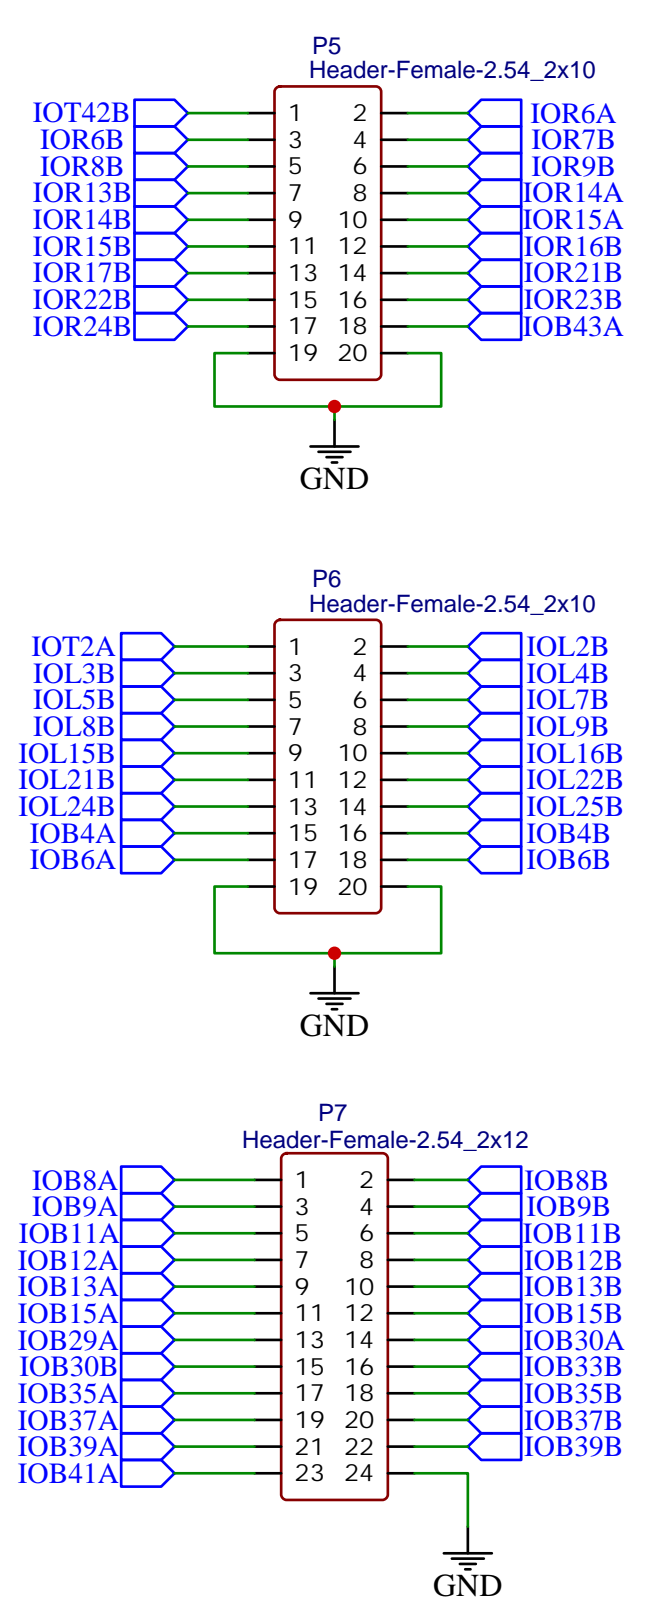 P5
Header-Female-2.54_2x10
IOT42B 1 2 IOR6A
IOR6B 3 4 IOR7B
IOR8B 5 6 IOR9B
IOR13B 7 8 IOR14A
IOR14B 9 10 IOR15A
IOR15B 11 12 IOR16B
IOR17B 13 14 IOR21B
IOR22B 15 16 IOR23B
IOR24B 17 18 IOB43A
19 20
GND
P6
Header-Female-2.54_2x10
IOT2A 1 2 IOL2B
IOL3B 3 4 IOL4B
IOL5B 5 6 IOL7B
IOL8B 7 8 IOL9B
IOL15B 9 10 IOL16B
IOL21B 11 12 IOL22B
IOL24B 13 14 IOL25B
IOB4A 15 16 IOB4B
IOB6A 17 18 IOB6B
19 20
GND
P7
Header-Female-2.54_2x12
IOB8A 1 2 IOB8B
IOB9A 3 4 IOB9B
IOB11A 5 6 IOB11B
IOB12A 7 8 IOB12B
IOB13A 9 10 IOB13B
IOB15A 11 12 IOB15B
IOB29A 13 14 IOB30A
IOB30B 15 16 IOB33B
IOB35A 17 18 IOB35B
IOB37A 19 20 IOB37B
IOB39A 21 22 IOB39B
IOB41A 23 24
GND